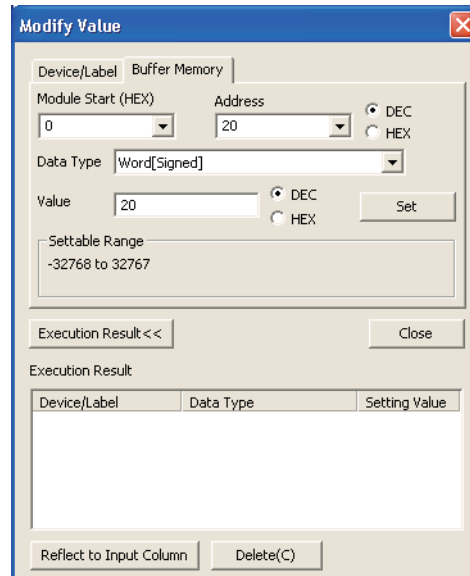 Modify Value
Device/Label Buffer Memory
Module Start (HEX) Address
0 20 DEC
HEX
Data Type Word[Signed]
Value 20 DEC
HEX
Set
Settable Range
-32768 to 32767
Execution Result<< Close
Execution Result
Device/Label Data Type Setting Value
Reflect to Input Column Delete(C)